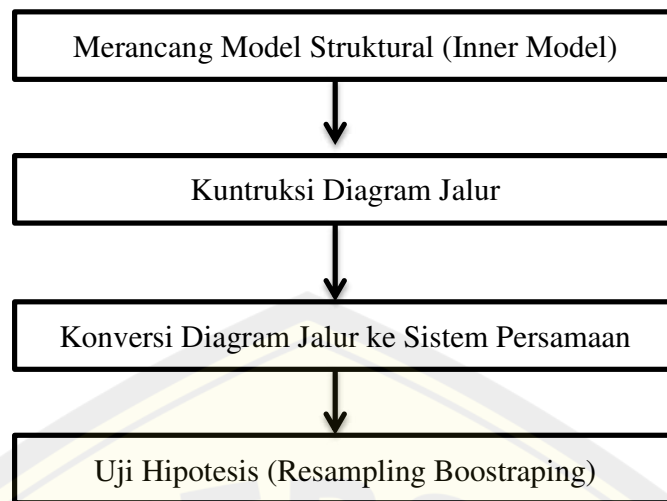 Merancang Model Struktural (Inner Model)
Kuntruksi Diagram Jalur
Konversi Diagram Jalur ke Sistem Persamaan
Uji Hipotesis (Resampling Boostraping)